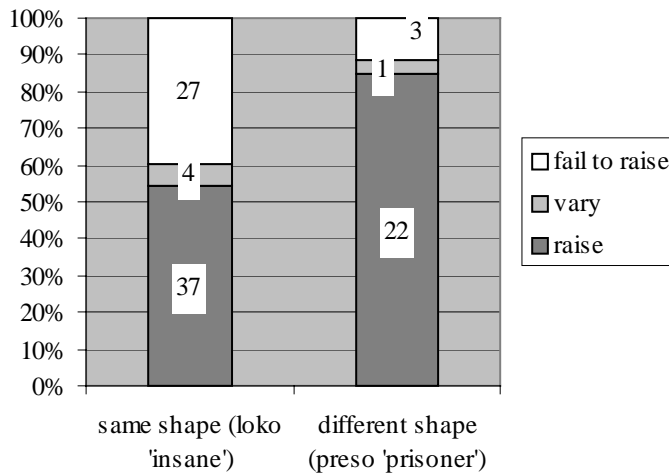 100%
90%
80%
70%
60%
50%
40%
30%
20%
10%
0%
27
4
37
3
1
22
same shape (loko
'insane')
different shape
(preso 'prisoner')
fail to raise
vary
raise